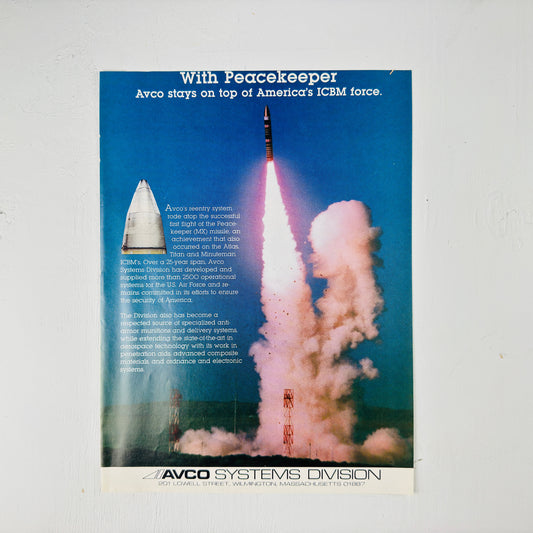 With Peacekeeper
Avco stays on top of America's ICBM force.
Avco's reentry system
rode atop the successful
first flight of the Peace-
keeper (MX) missile, an
achievement that also
occurred on the Atlas,
Titan and Minuteman
ICBM's. Over a 25-year span, Avco
Systems Division has developed and
supplied more than 2500 operational
systems for the U.S. Air Force and re-
mains committed in its efforts to ensure
the security of America.
The Division also has become a
respected source of specialized anti-
armor munitions and delivery systems,
while extending the state-of-the-art in
aerospace technology with its work in
penetration aids, advanced composite
materials, and ordnance and electronic
systems.
AVCO SYSTEMS DIVISION
201 LOWELL STREET, WILMINGTON, MASSACHUSETTS 01887